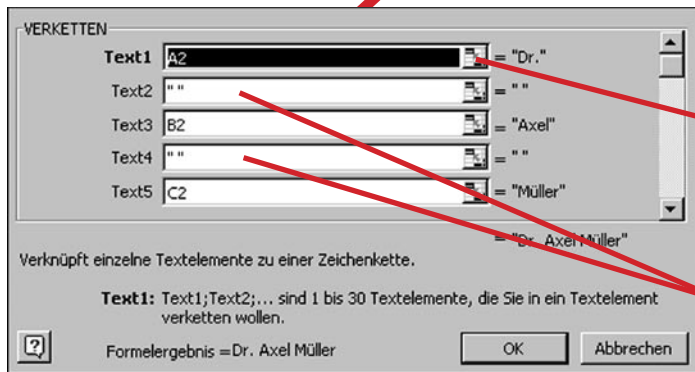 VERKETTEN
Text1 A2 = "Dr."
Text2 " " = " "
Text3 B2 = "Axel"
Text4 " " = " "
Text5 C2 = "Müller"
= "Dr. Axel Müller"
Verknüpft einzelne Textelemente zu einer Zeichenkette.
Text1: Text1;Text2;... sind 1 bis 30 Textelemente, die Sie in ein Textelement
verketten wollen.
? Formelergebnis =Dr. Axel Müller OK Abbrechen